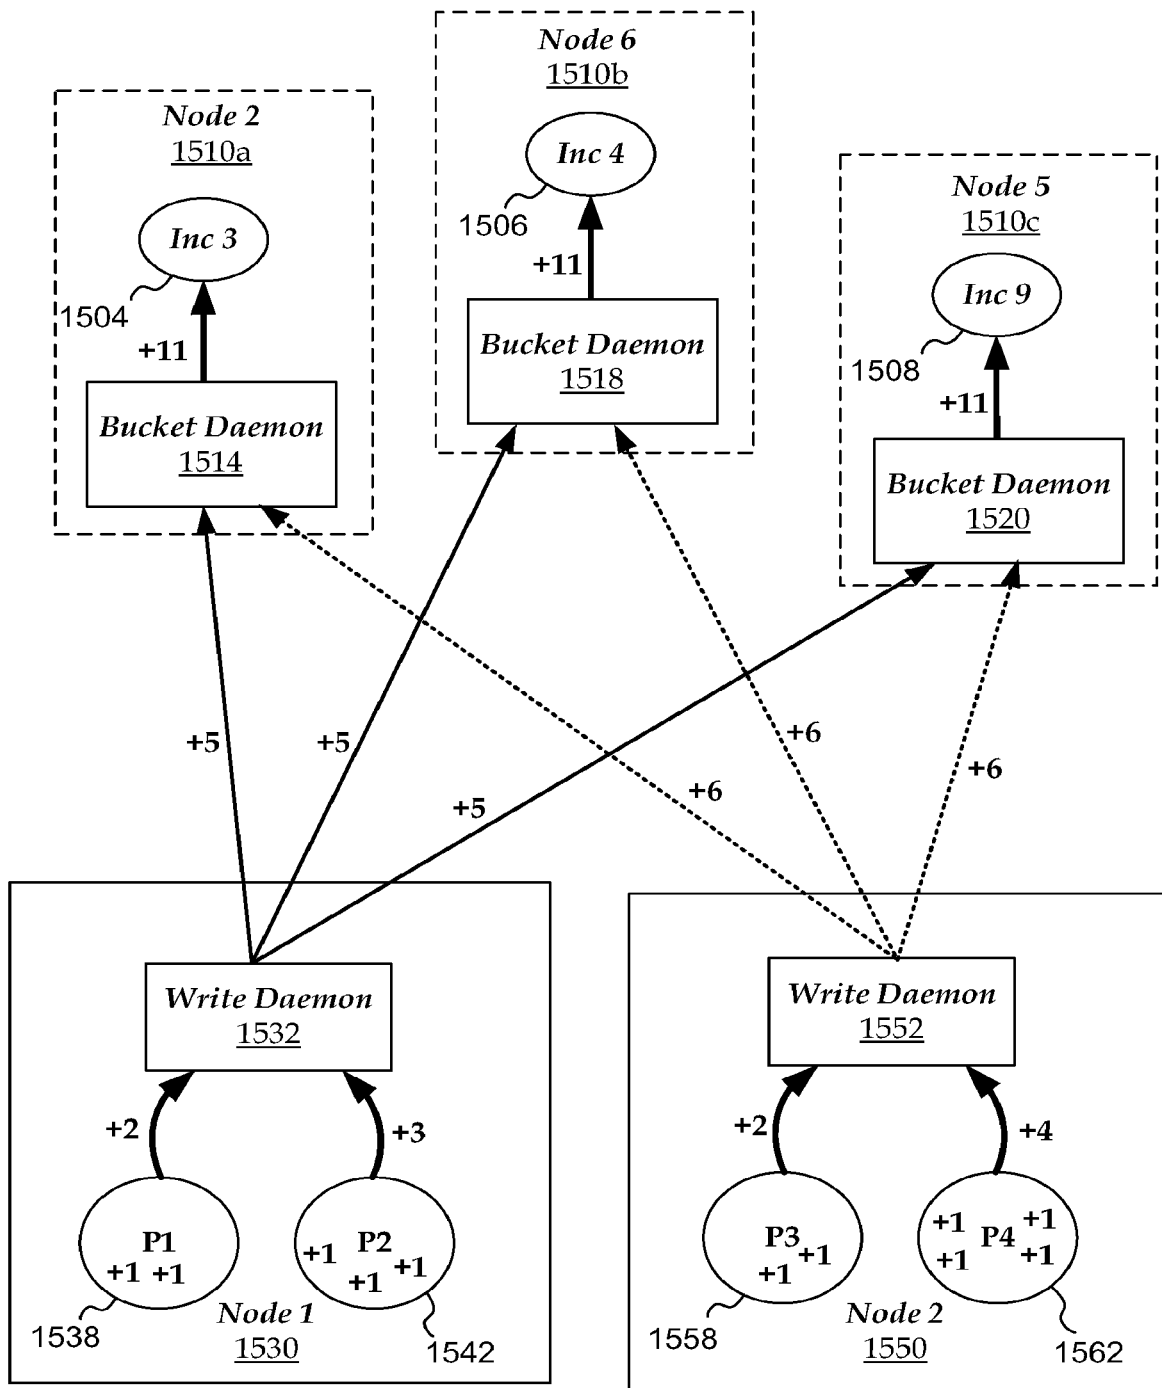 Node 6
1510b
Inc 4
1506
+11
Bucket Daemon
1518
Node 2
1510a
Inc 3
1504
+11
Bucket Daemon
1514
Node 5
1510c
Inc 9
1508
+11
Bucket Daemon
1520
+5
+5
+5
+6
+6
+6
Write Daemon
1532
+2
+3
P1
+1 +1
P2
+1
+1
+1
1538
Node 1
1530
1542
Write Daemon
1552
+2
+4
P3
+1
+1
P4
+1
+1
+1
+1
1558
Node 2
1550
1562